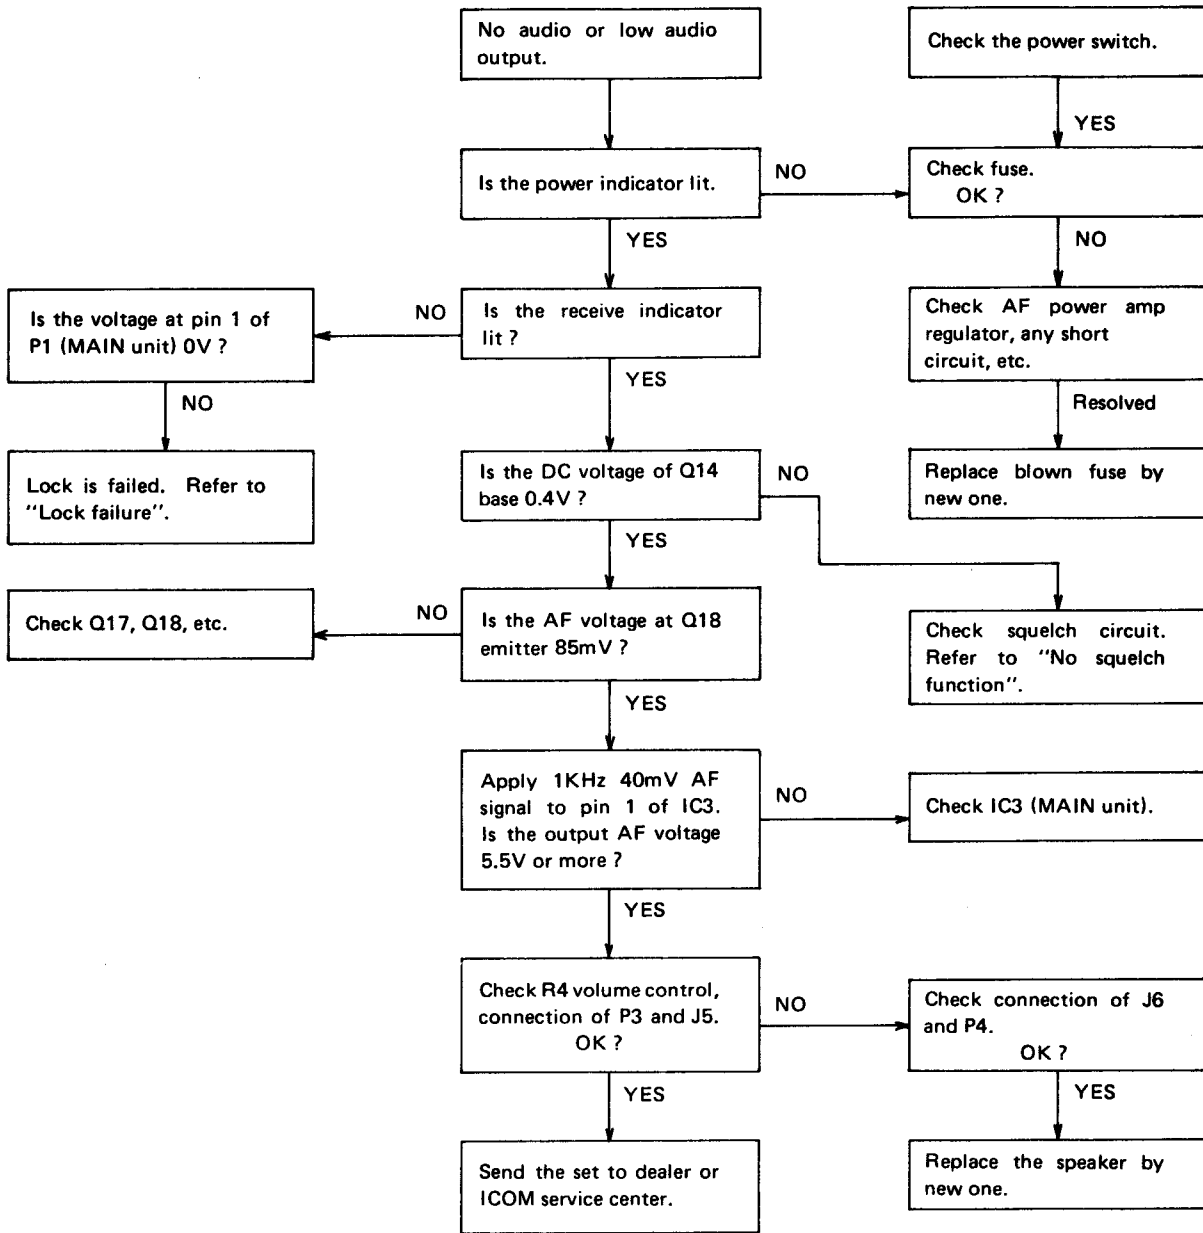 No audio or low audio
output.
Check the power switch.
YES
Is the power indicator lit.
NO
Check fuse.
OK ?
YES
NO
Is the voltage at pin 1 of
P1 (MAIN unit) 0V ?
NO
Is the receive indicator
lit ?
Check AF power amp
regulator, any short
circuit, etc.
NO
YES
Resolved
Lock is failed. Refer to
"Lock failure".
Is the DC voltage of Q14
base 0.4V ?
NO
Replace blown fuse by
new one.
YES
Check Q17, Q18, etc.
NO
Is the AF voltage at Q18
emitter 85mV ?
Check squelch circuit.
Refer to "No squelch
function".
YES
Apply 1KHz 40mV AF
signal to pin 1 of IC3.
Is the output AF voltage
5.5V or more ?
NO
Check IC3 (MAIN unit).
YES
Check R4 volume control,
connection of P3 and J5.
OK ?
NO
Check connection of J6
and P4.
OK ?
YES
YES
Send the set to dealer or
ICOM service center.
Replace the speaker by
new one.